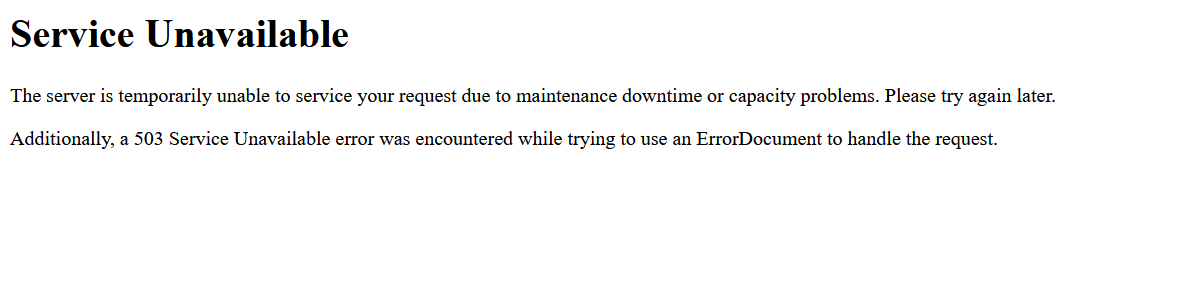 Service Unavailable
The server is temporarily unable to service your request due to maintenance downtime or capacity problems. Please try again later.
Additionally, a 503 Service Unavailable error was encountered while trying to use an ErrorDocument to handle the request.